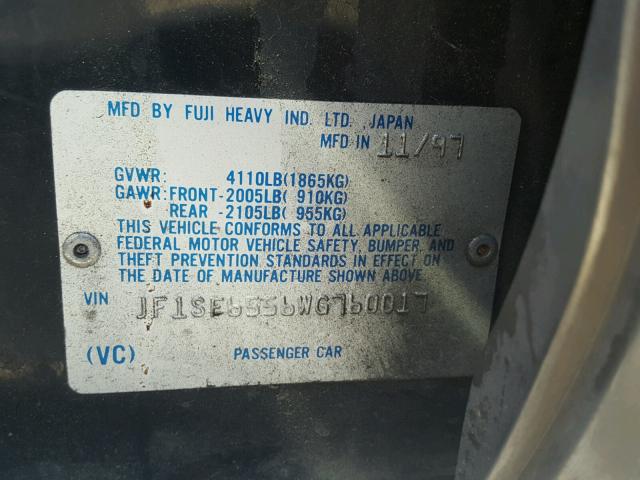 MFD BY FUJI HEAVY IND. LTD. JAPAN
MFD IN 11/97
GVWR: 4110LB(1865KG)
GAWR: FRONT-2005LB( 910KG)
REAR -2105LB( 955KG)
THIS VEHICLE CONFORMS TO ALL APPLICABLE
FEDERAL MOTOR VEHICLE SAFETY, BUMPER, AND
THEFT PREVENTION STANDARDS IN EFFECT ON
THE DATE OF MANUFACTURE SHOWN ABOVE.
VIN JF1SE6556WG760017
(VC) PASSENGER CAR